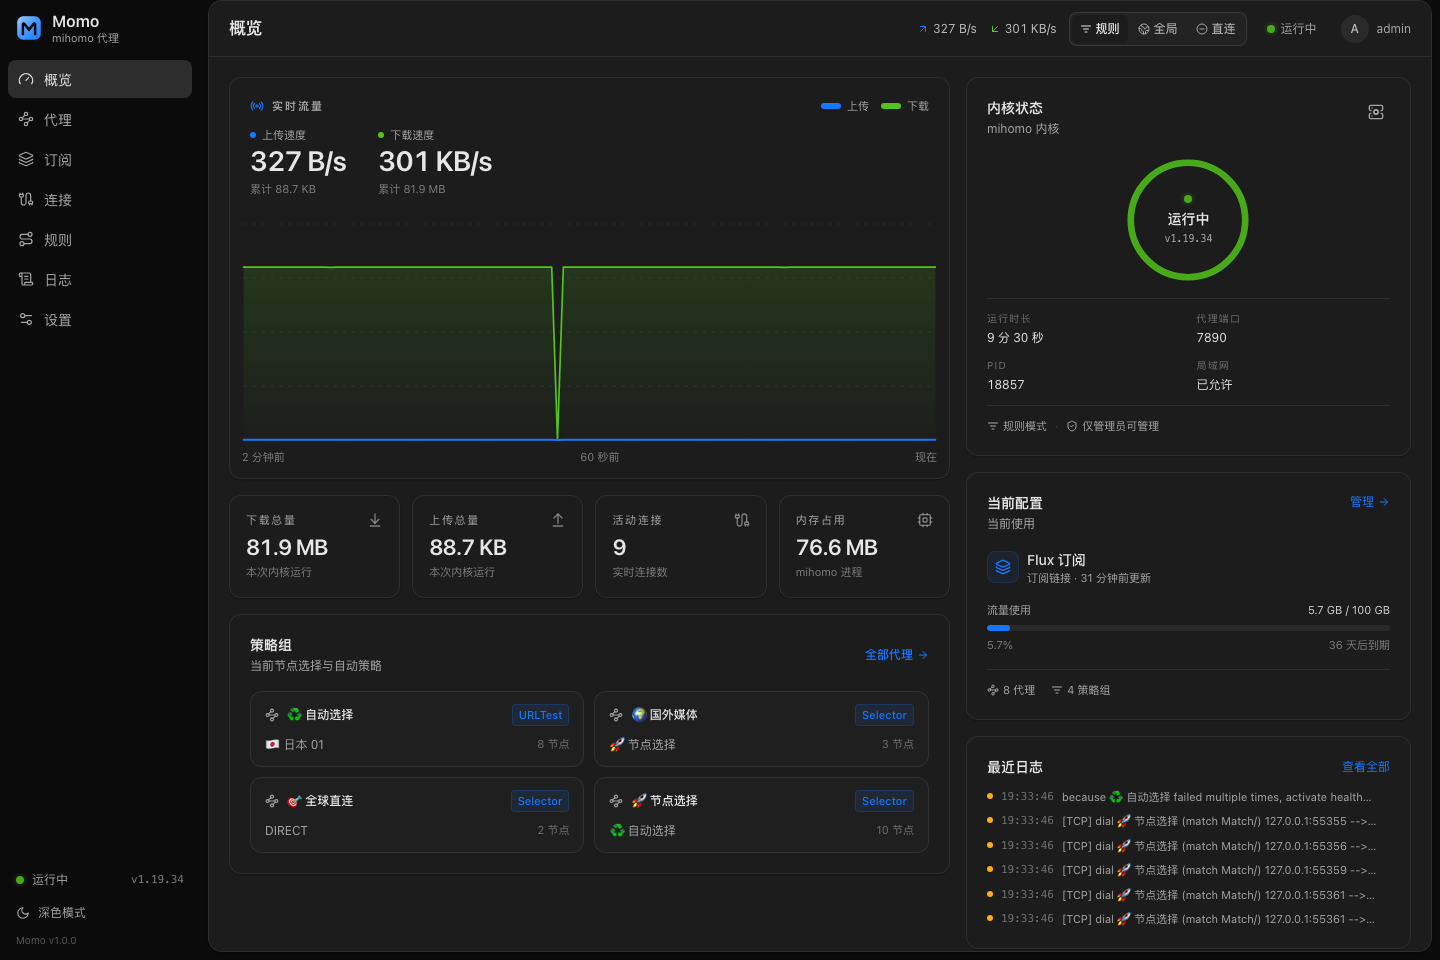 Momo
mihomo 代理
概览
代理
订阅
连接
规则
日志
设置
运行中 v1.19.34
深色模式
Momo v1.0.0
概览
327 B/s 301 KB/s 规则 全局 直连 运行中 A admin
实时流量 上传 下载
上传速度 下载速度
327 B/s 301 KB/s
累计 88.7 KB 累计 81.9 MB
2 分钟前 60 秒前 现在
下载总量
81.9 MB
本次内核运行
上传总量
88.7 KB
本次内核运行
活动连接
9
实时连接数
内存占用
76.6 MB
mihomo 进程
策略组
当前节点选择与自动策略
全部代理 →
♻️ 自动选择 URLTest
🇯🇵 日本 01 8 节点
🌍 国外媒体 Selector
🚀 节点选择 3 节点
🎯 全球直连 Selector
DIRECT 2 节点
🚀 节点选择 Selector
♻️ 自动选择 10 节点
内核状态
mihomo 内核
运行中
v1.19.34
运行时长 代理端口
9 分 30 秒 7890
PID 局域网
18857 已允许
规则模式 · 仅管理员可管理
当前配置 管理 →
当前使用
Flux 订阅
订阅链接 · 31 分钟前更新
流量使用 5.7 GB / 100 GB
5.7% 36 天后到期
8 代理 4 策略组
最近日志 查看全部
19:33:46 because ♻️ 自动选择 failed multiple times, activate health...
19:33:46 [TCP] dial 🚀 节点选择 (match Match/) 127.0.0.1:55355 -->...
19:33:46 [TCP] dial 🚀 节点选择 (match Match/) 127.0.0.1:55356 -->...
19:33:46 [TCP] dial 🚀 节点选择 (match Match/) 127.0.0.1:55359 -->...
19:33:46 [TCP] dial 🚀 节点选择 (match Match/) 127.0.0.1:55361 -->...
19:33:46 [TCP] dial 🚀 节点选择 (match Match/) 127.0.0.1:55361 -->...